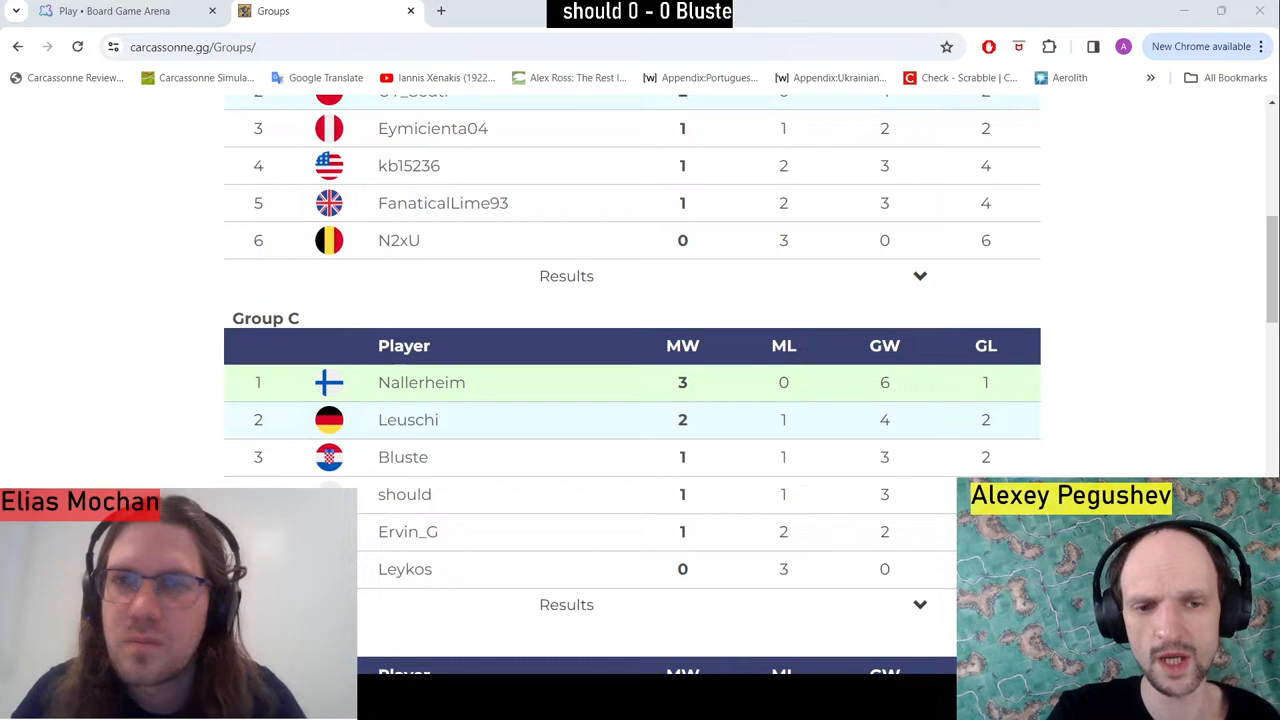 should 0 - 0 Bluste
Play • Board Game Arena
Groups
carcassonne.gg/Groups/
A
New Chrome available
Carcassonne Review...
Carcassonne Simula...
Google Translate
Iannis Xenakis (1922...
Alex Ross: The Rest I...
[w] Appendix:Portugues...
[w] Appendix:Ukrainian...
C Check - Scrabble | C...
Aerolith
All Bookmarks
3 Eymicienta04 1 1 2 2
4 kb15236 1 2 3 4
5 FanaticalLime93 1 2 3 4
6 N2xU 0 3 0 6
Results
Group C
Player MW ML GW GL
1 Nallerheim 3 0 6 1
2 Leuschi 2 1 4 2
3 Bluste 1 1 3 2
should 1 1 3
Ervin_G 1 2 2
Leykos 0 3 0
Results
Player MW ML GW
Elias Mochan
Alexey Pegushev